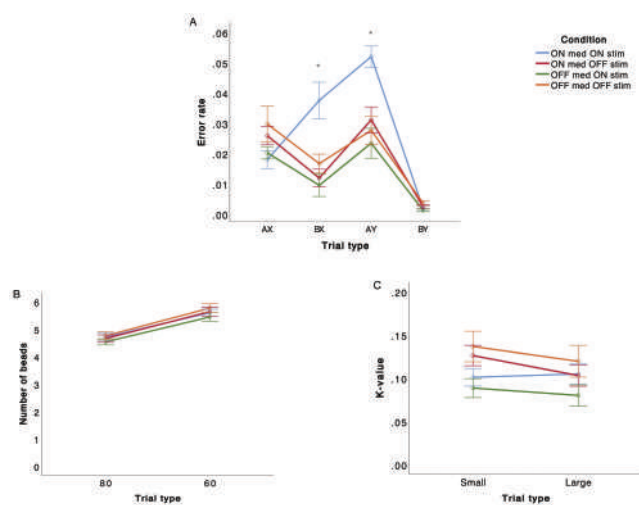 A
.06
.05
.04
.03
.02
.01
.00
Error rate
*
*
AX
BX
AY
BY
Trial type
Condition
ON med ON stim
ON med OFF stim
OFF med ON stim
OFF med OFF stim
B
6
5
4
3
2
1
0
Number of beads
80
60
Trial type
C
.20
.15
.10
.05
.00
K-value
Small
Large
Trial type